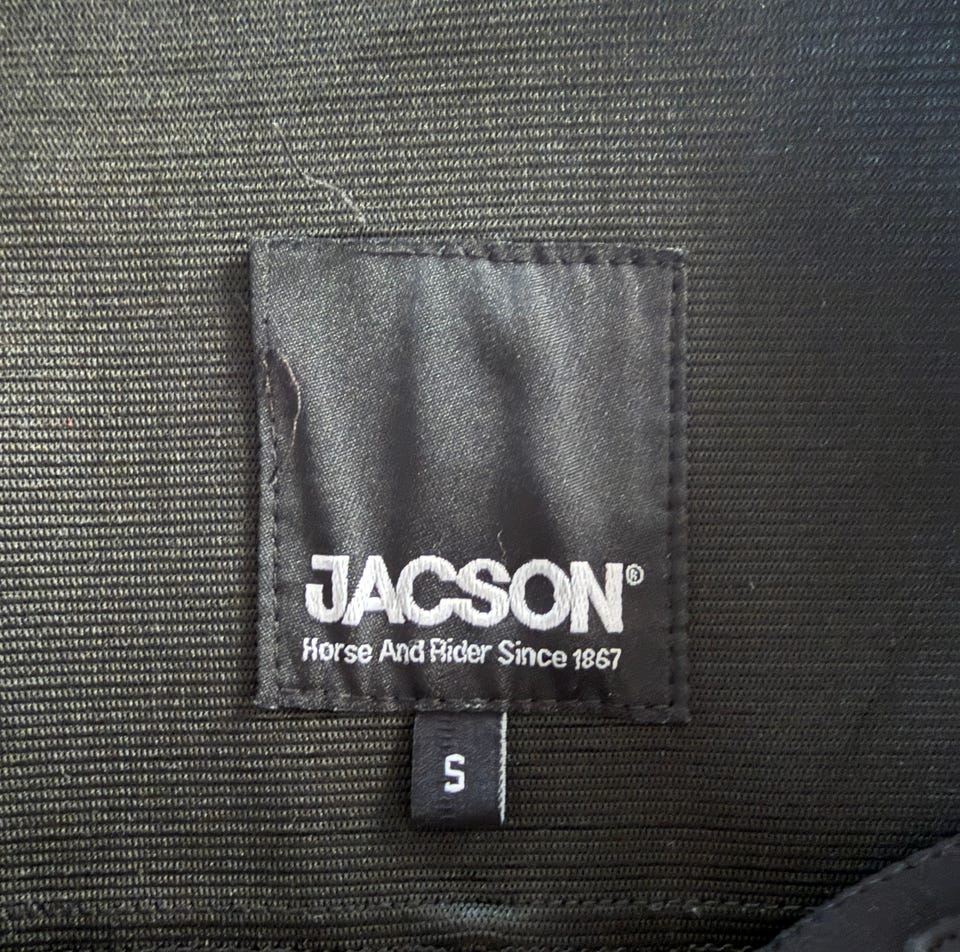 JACSON®
Horse And Rider Since 1867
S